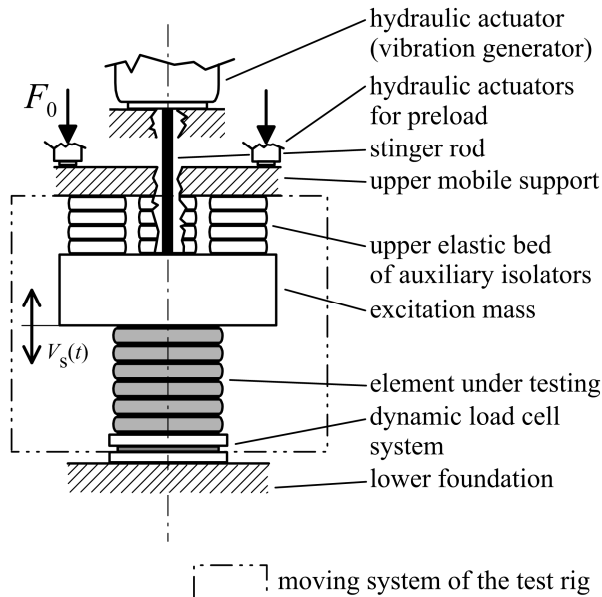 hydraulic actuator
(vibration generator)
F0
hydraulic actuators
for preload
stinger rod
upper mobile support
upper elastic bed
of auxiliary isolators
excitation mass
Vs(t)
element under testing
dynamic load cell
system
lower foundation
moving system of the test rig